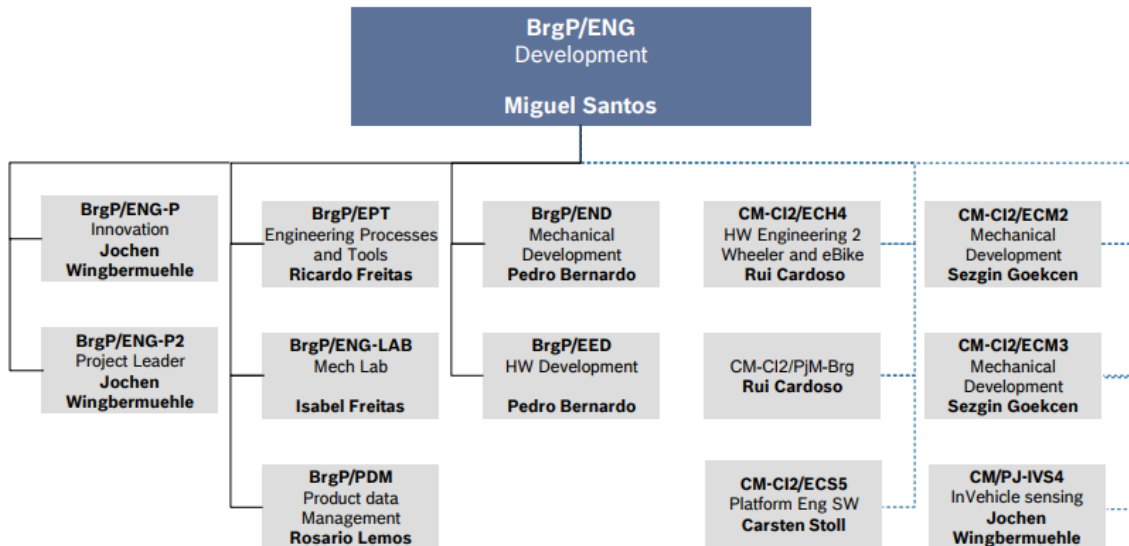 BrgP/ENG
Development
Miguel Santos
BrgP/ENG-P
Innovation
Jochen
Wingbermuehle
BrgP/EPT
Engineering Processes
and Tools
Ricardo Freitas
BrgP/END
Mechanical
Development
Pedro Bernardo
CM-CI2/ECH4
HW Engineering 2
Wheeler and eBike
Rui Cardoso
CM-CI2/ECM2
Mechanical
Development
Sezgin Goekcen
BrgP/ENG-P2
Project Leader
Jochen
Wingbermuehle
BrgP/ENG-LAB
Mech Lab
Isabel Freitas
BrgP/EED
HW Development
Pedro Bernardo
CM-CI2/PjM-Brg
Rui Cardoso
CM-CI2/ECM3
Mechanical
Development
Sezgin Goekcen
BrgP/PDM
Product data
Management
Rosario Lemos
CM-CI2/ECS5
Platform Eng SW
Carsten Stoll
CM/PJ-IVS4
InVehicle sensing
Jochen
Wingbermuehle